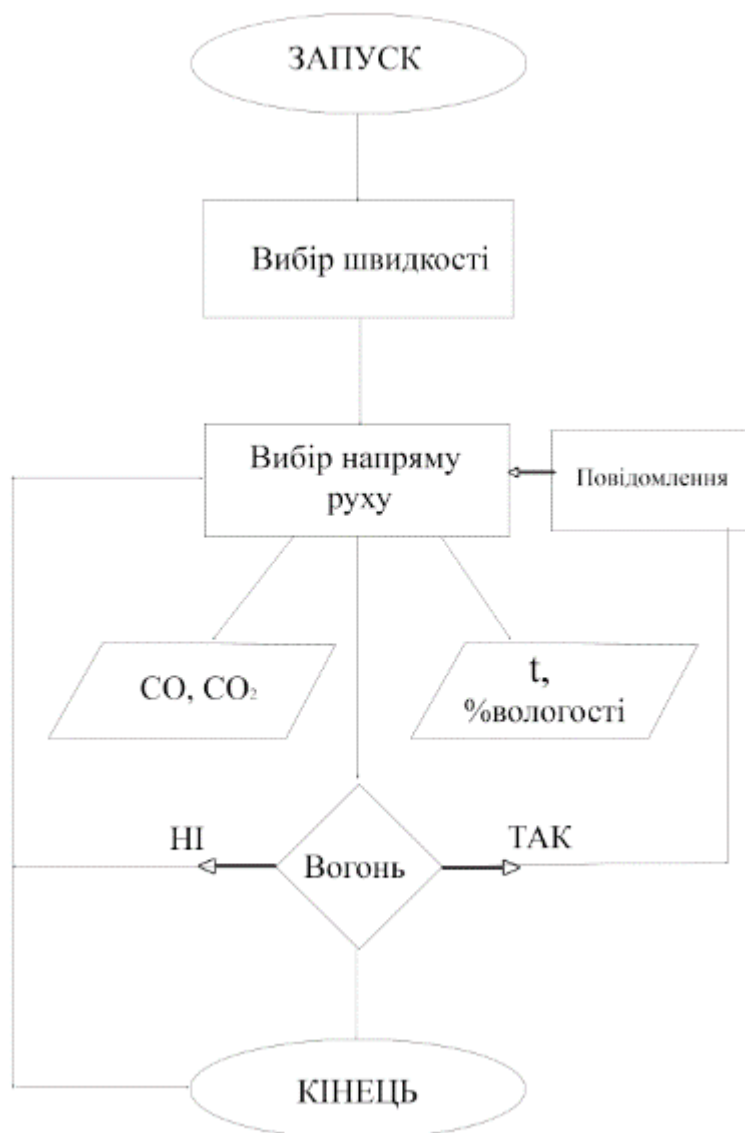 ЗАПУСК
Вибір швидкості
Вибір напряму
руху
Повідомлення
CO, CO₂
t,
%вологості
НІ
ТАК
Вогонь
КІНЕЦЬ